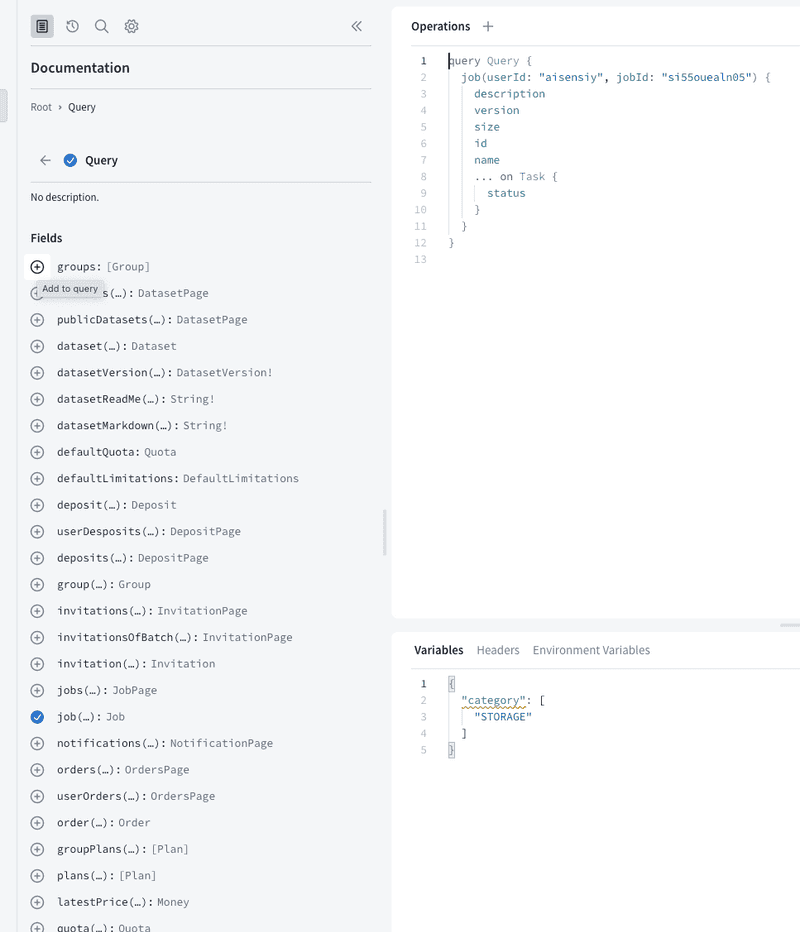 Documentation
Root › Query
Query
No description.
Fields
groups: [Group]
Add to query
s(…): DatasetPage
publicDatasets(…): DatasetPage
dataset(…): Dataset
datasetVersion(…): DatasetVersion!
datasetReadMe(…): String!
datasetMarkdown(…): String!
defaultQuota: Quota
defaultLimitations: DefaultLimitations
deposit(…): Deposit
userDesposits(…): DepositPage
deposits(…): DepositPage
group(…): Group
invitations(…): InvitationPage
invitationsOfBatch(…): InvitationPage
invitation(…): Invitation
jobs(…): JobPage
job(…): Job
notifications(…): NotificationPage
orders(…): OrdersPage
userOrders(…): OrdersPage
order(…): Order
groupPlans(…): [Plan]
plans(…): [Plan]
latestPrice(…): Money
quota(…): Quota
Operations
1 query Query {
2 job(userId: "aisensiy", jobId: "si55ouealn05") {
3 description
4 version
5 size
6 id
7 name
8 ... on Task {
9 status
10 }
11 }
12 }
13
Variables Headers Environment Variables
1 {
2 "category": [
3 "STORAGE"
4 ]
5 }